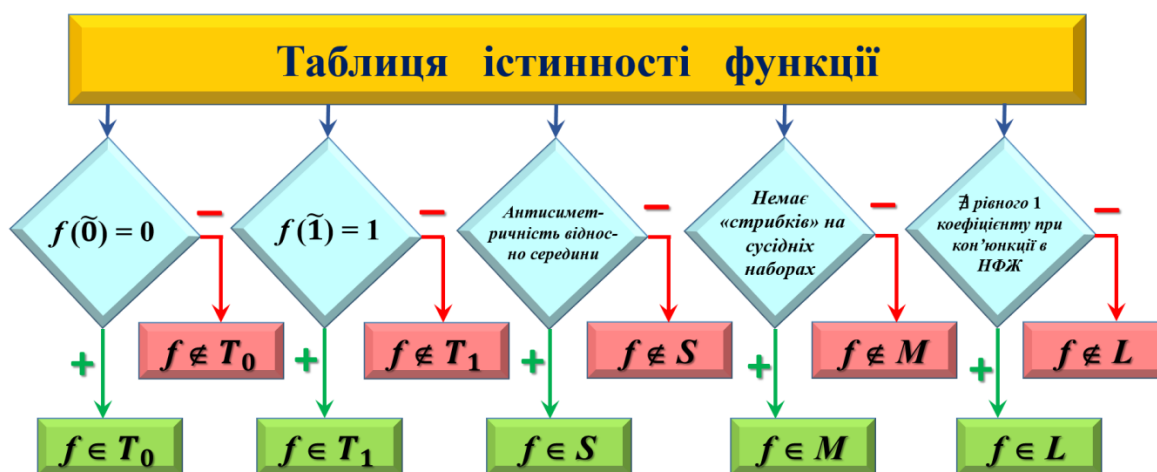 Таблиця істинності функції
f(0̃) = 0
f(1̃) = 1
Антисимет-
ричність віднос-
но середини
Немає
«стрибків» на
сусідніх
наборах
∄ рівного 1
коефіцієнту при
кон’юнкції в
НФЖ
−
−
−
−
−
f ∉ T₀
f ∉ T₁
f ∉ S
f ∉ M
f ∉ L
+
+
+
+
+
f ∈ T₀
f ∈ T₁
f ∈ S
f ∈ M
f ∈ L